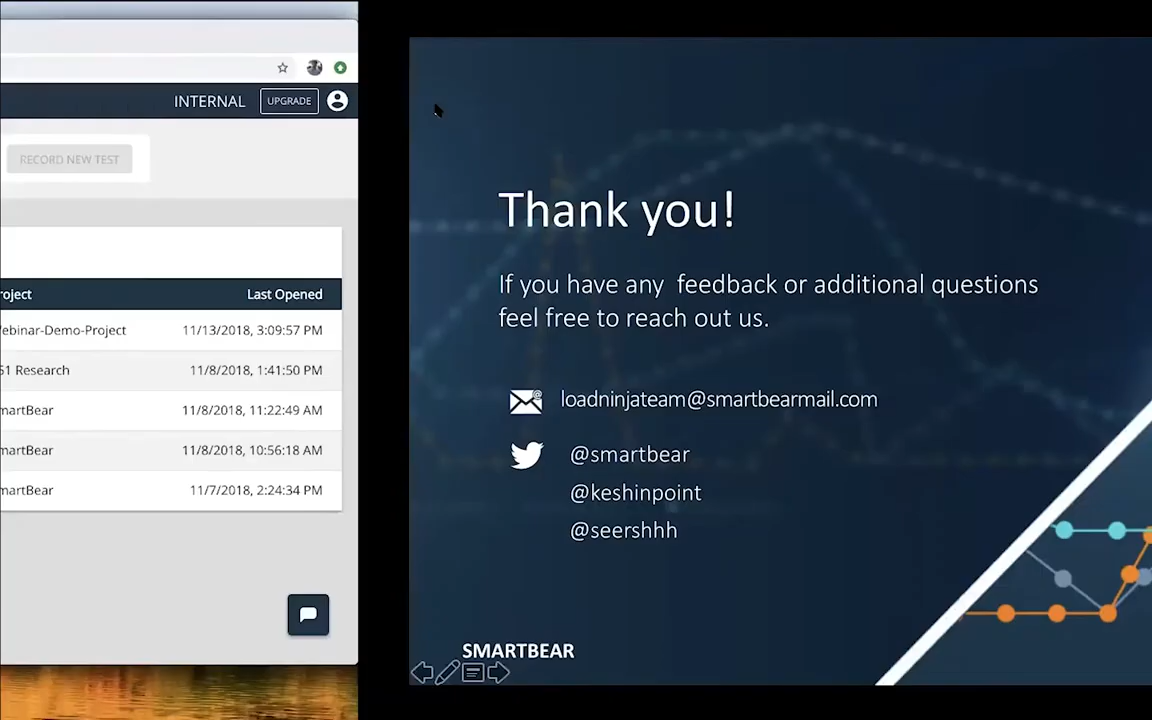 INTERNAL
UPGRADE
RECORD NEW TEST
roject Last Opened
ebinar-Demo-Project 11/13/2018, 3:09:57 PM
51 Research 11/8/2018, 1:41:50 PM
martBear 11/8/2018, 11:22:49 AM
martBear 11/8/2018, 10:56:18 AM
martBear 11/7/2018, 2:24:34 PM
Thank you!
If you have any feedback or additional questions
feel free to reach out us.
loadninjateam@smartbearmail.com
@smartbear
@keshinpoint
@seershhh
SMARTBEAR